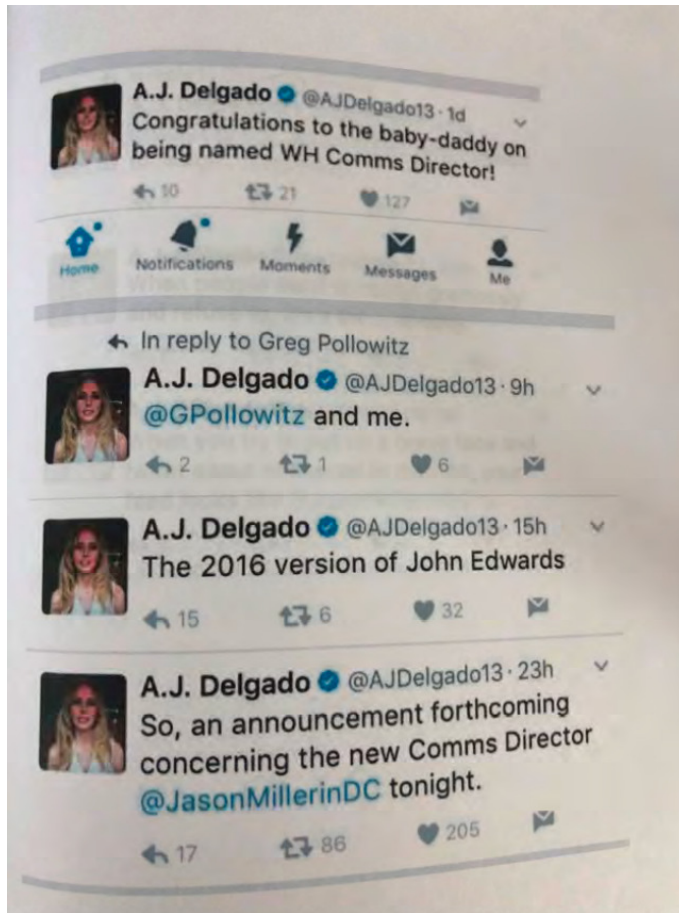 A.J. Delgado @AJDelgado13 · 1d
Congratulations to the baby-daddy on
being named WH Comms Director!
10 21 127
Home Notifications Moments Messages Me
In reply to Greg Pollowitz
A.J. Delgado @AJDelgado13 · 9h
@GPollowitz and me.
2 1 6
A.J. Delgado @AJDelgado13 · 15h
The 2016 version of John Edwards
15 6 32
A.J. Delgado @AJDelgado13 · 23h
So, an announcement forthcoming
concerning the new Comms Director
@JasonMillerinDC tonight.
17 86 205